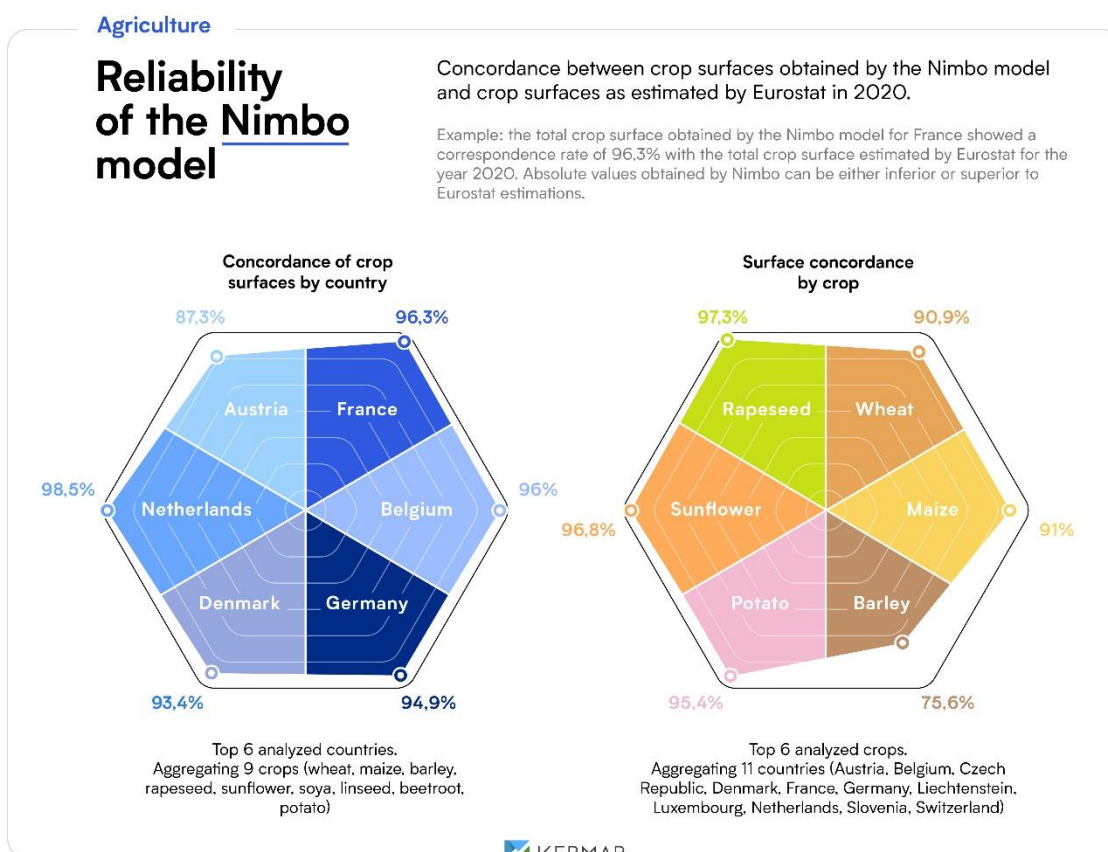 Agriculture
Reliability
of the Nimbo
model
Concordance between crop surfaces obtained by the Nimbo model
and crop surfaces as estimated by Eurostat in 2020.
Example: the total crop surface obtained by the Nimbo model for France showed a
correspondence rate of 96,3% with the total crop surface estimated by Eurostat for the
year 2020. Absolute values obtained by Nimbo can be either inferior or superior to
Eurostat estimations.
Concordance of crop
surfaces by country
87,3%
96,3%
Austria
France
98,5%
Netherlands
Belgium
96%
Denmark
Germany
93,4%
94,9%
Top 6 analyzed countries.
Aggregating 9 crops (wheat, maize, barley,
rapeseed, sunflower, soya, linseed, beetroot,
potato)
Surface concordance
by crop
97,3%
90,9%
Rapeseed
Wheat
96,8%
Sunflower
Maize
91%
Potato
Barley
95,4%
75,6%
Top 6 analyzed crops.
Aggregating 11 countries (Austria, Belgium, Czech
Republic, Denmark, France, Germany, Liechtenstein,
Luxembourg, Netherlands, Slovenia, Switzerland)